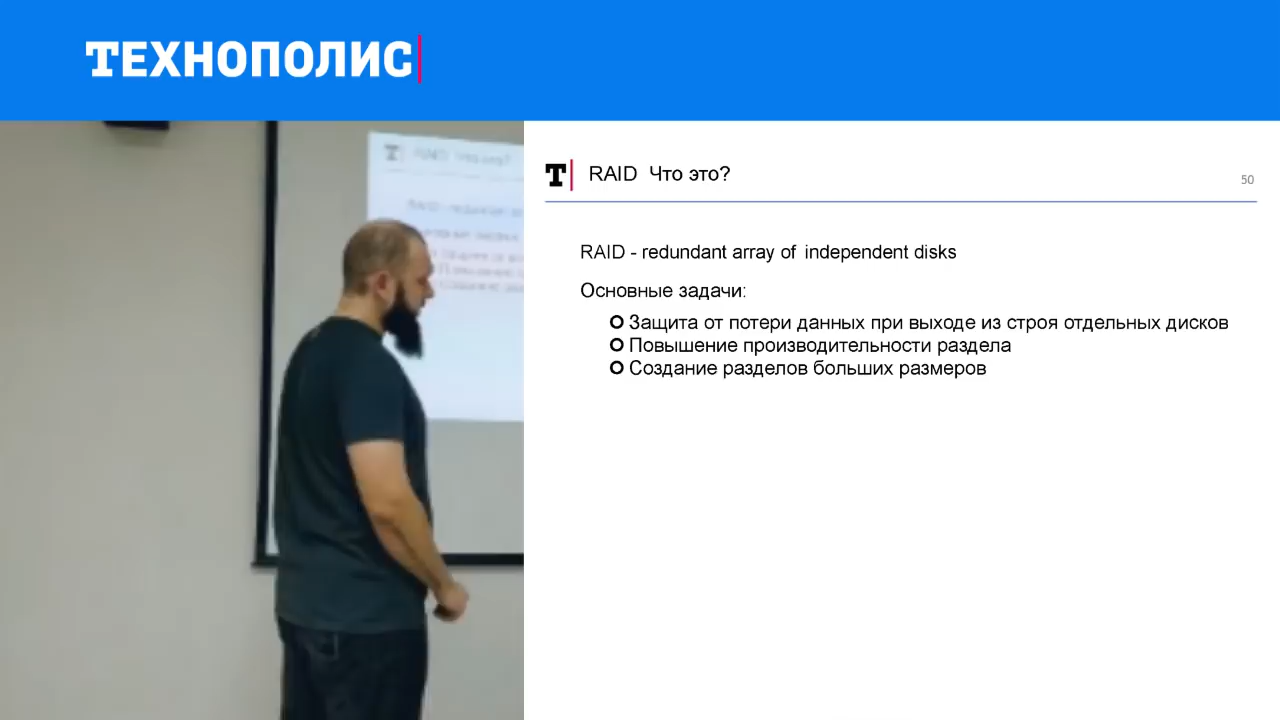 ТЕХНОПОЛИС
RAID Что это?
50
RAID - redundant array of independent disks
Основные задачи:
Защита от потери данных при выходе из строя отдельных дисков
Повышение производительности раздела
Создание разделов больших размеров